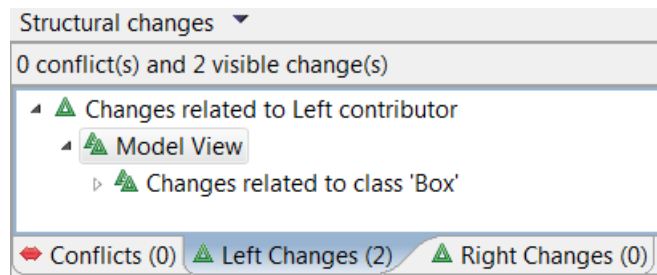 Structural changes
0 conflict(s) and 2 visible change(s)
Changes related to Left contributor
Model View
Changes related to class 'Box'
Conflicts (0) Left Changes (2) Right Changes (0)